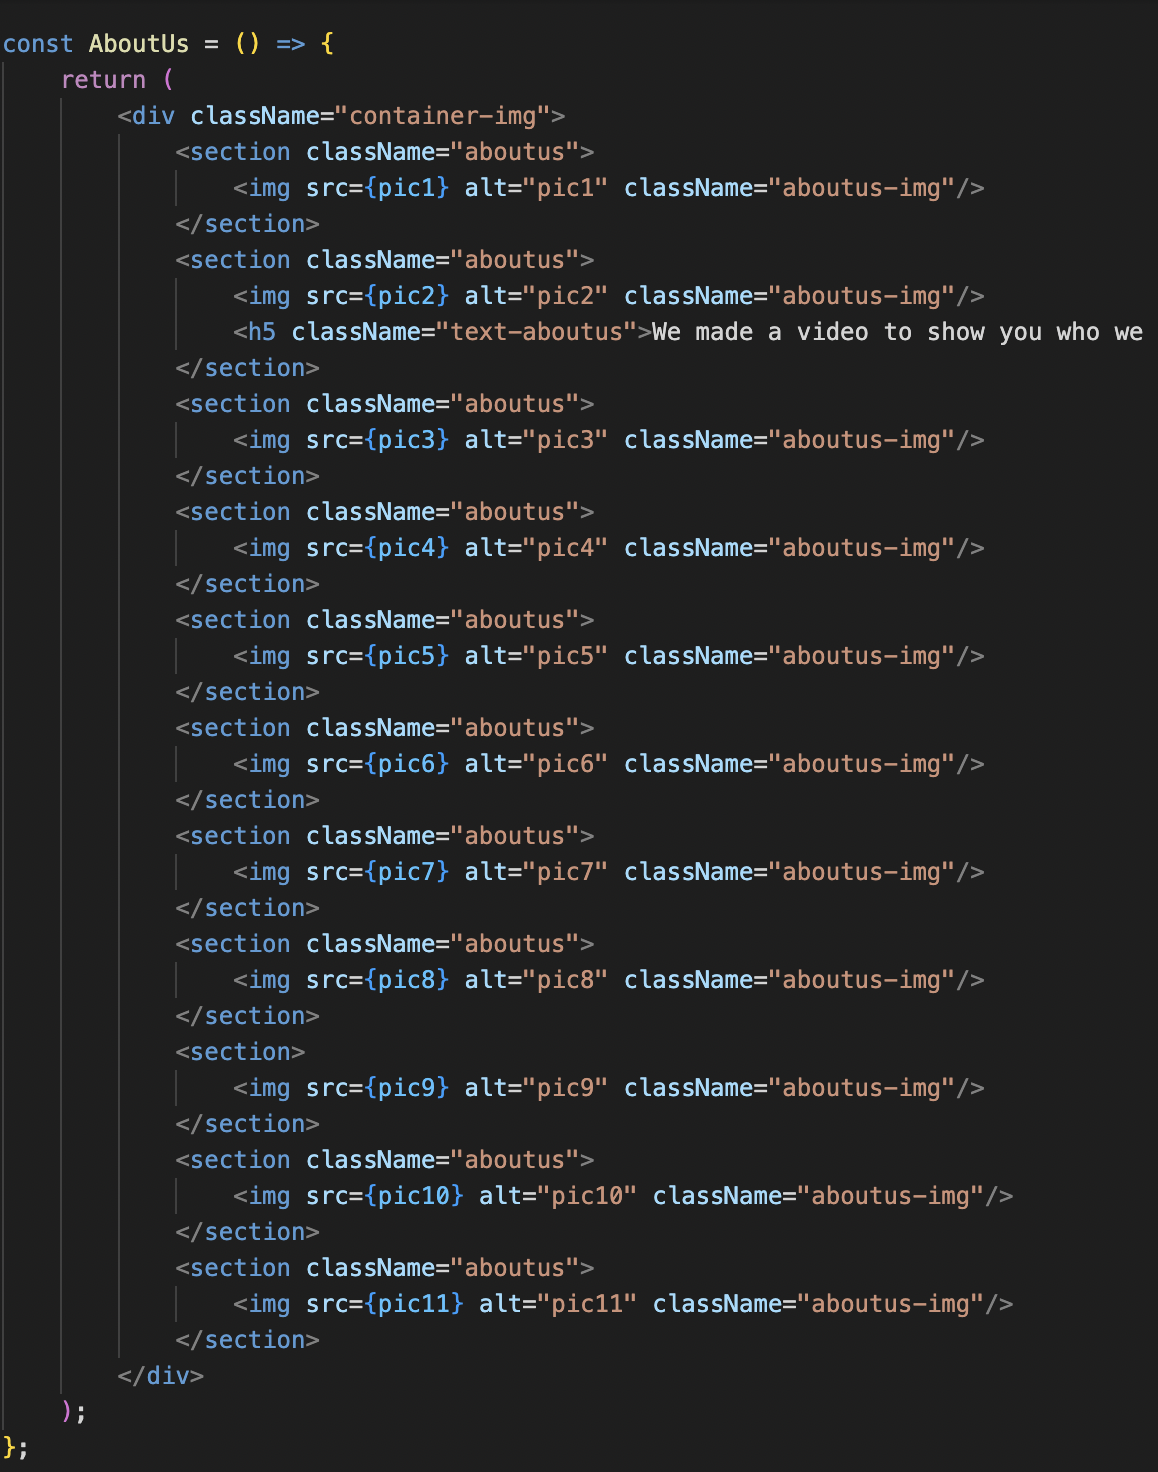 const AboutUs = () => {
    return (
        <div className="container-img">
            <section className="aboutus">
                <img src={pic1} alt="pic1" className="aboutus-img"/>
            </section>
            <section className="aboutus">
                <img src={pic2} alt="pic2" className="aboutus-img"/>
                <h5 className="text-aboutus">We made a video to show you who we
            </section>
            <section className="aboutus">
                <img src={pic3} alt="pic3" className="aboutus-img"/>
            </section>
            <section className="aboutus">
                <img src={pic4} alt="pic4" className="aboutus-img"/>
            </section>
            <section className="aboutus">
                <img src={pic5} alt="pic5" className="aboutus-img"/>
            </section>
            <section className="aboutus">
                <img src={pic6} alt="pic6" className="aboutus-img"/>
            </section>
            <section className="aboutus">
                <img src={pic7} alt="pic7" className="aboutus-img"/>
            </section>
            <section className="aboutus">
                <img src={pic8} alt="pic8" className="aboutus-img"/>
            </section>
            <section>
                <img src={pic9} alt="pic9" className="aboutus-img"/>
            </section>
            <section className="aboutus">
                <img src={pic10} alt="pic10" className="aboutus-img"/>
            </section>
            <section className="aboutus">
                <img src={pic11} alt="pic11" className="aboutus-img"/>
            </section>
        </div>
    );
};